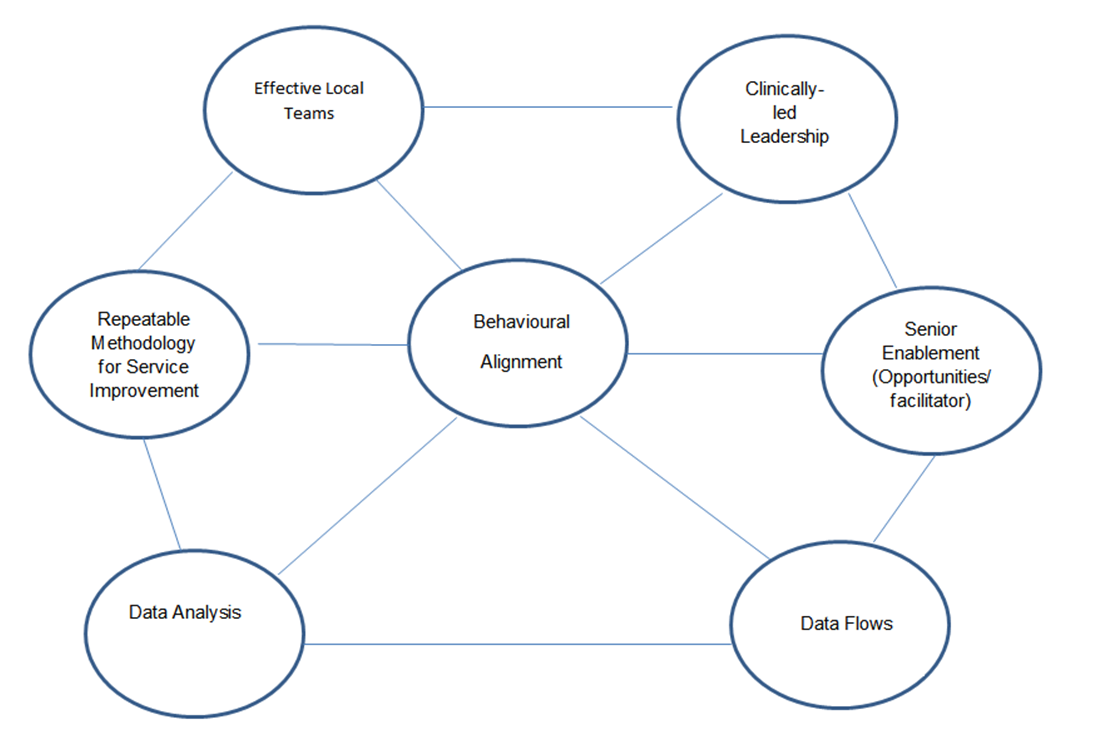 Effective Local
Teams
Clinically-
led
Leadership
Repeatable
Methodology
for Service
Improvement
Behavioural
Alignment
Senior
Enablement
(Opportunities/
facilitator)
Data Analysis
Data Flows